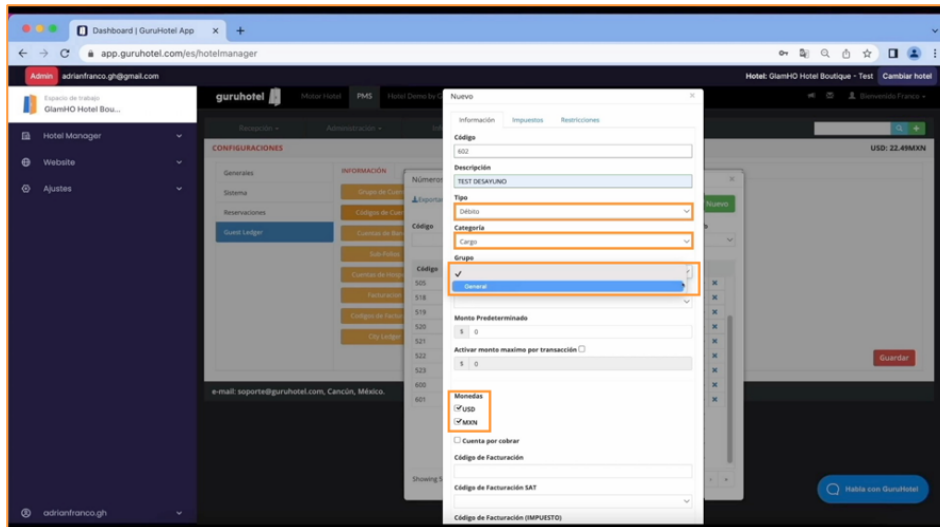 Dashboard | GuruHotel App
app.guruhotel.com/es/hotelmanager
Admin adrianfranco.gh@gmail.com
Hotel: GlamHO Hotel Boutique - Test Cambiar hotel
Espacio de trabajo
GlamHO Hotel Bou...
Hotel Manager
Website
Ajustes
adrianfranco.gh
guruhotel
Motor Hotel PMS Hotel Demo by G
Bienvenido Franco
Recepción Administración
CONFIGURACIONES
USD: 22.49MXN
Generales
Sistema
Reservaciones
Guest Ledger
INFORMACIÓN
Grupo de Cuen
Códigos de Cuen
Cuentas de Ban
Sub Folios
Cuentas de Hospe
Facturación
Códigos de Factur
City Ledger
Guardar
e-mail: soporte@guruhotel.com, Cancún, México.
Números
Exportar
Nuevo
Código
Código
505
518
519
520
521
522
523
600
601
Showing 5
Nuevo
Información Impuestos Restricciones
Código
602
Descripción
TEST DESAYUNO
Tipo
Débito
Categoría
Cargo
Grupo
General
Monto Predeterminado
$ 0
Activar monto maximo por transacción
$ 0
Monedas
USD
MXN
Cuenta por cobrar
Código de Facturación
Código de Facturación SAT
Código de Facturación (IMPUESTO)
Habla con GuruHotel